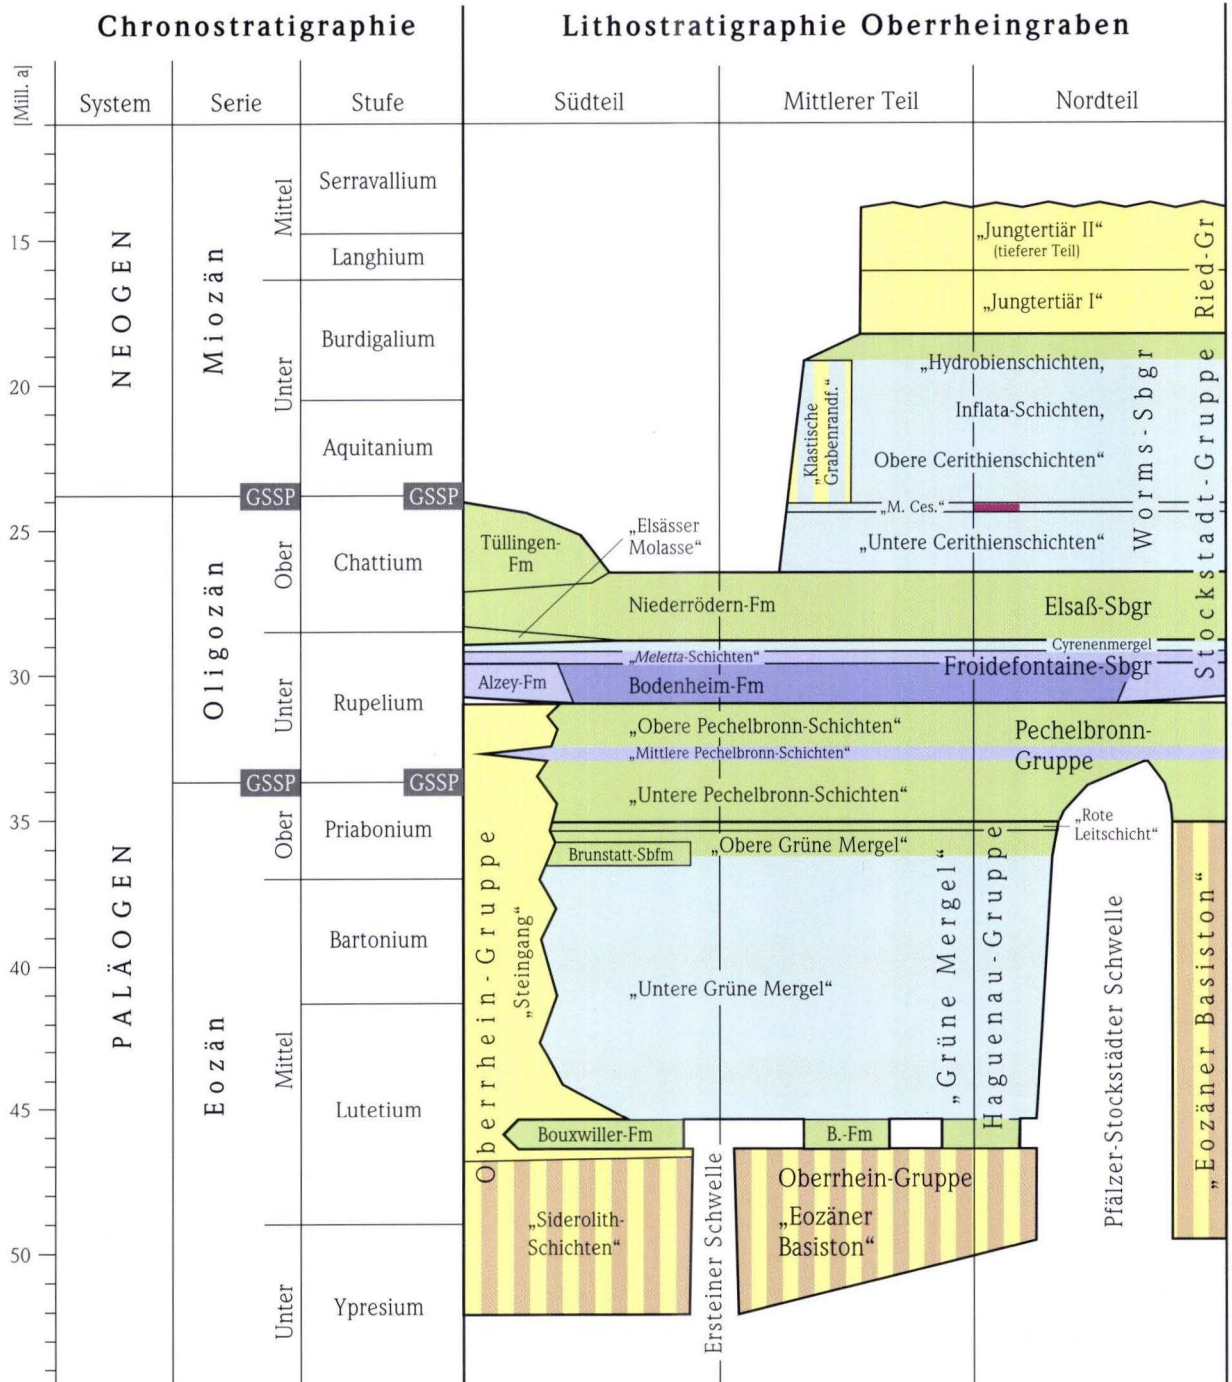 Chronostratigraphie
Lithostratigraphie Oberrheingraben
[Mill. a]
System
Serie
Stufe
Südteil
Mittlerer Teil
Nordteil
15
20
25
30
35
40
45
50
NEOGEN
PALÄOGEN
Miozän
Oligozän
Eozän
Mittel
Unter
Ober
Unter
Ober
Mittel
Unter
Serravallium
Langhium
Burdigalium
Aquitanium
GSSP
GSSP
Chattium
Rupelium
GSSP
GSSP
Priabonium
Bartonium
Lutetium
Ypresium
„Jungtertiär II“
(tieferer Teil)
„Jungtertiär I“
Ried-Gr
„Hydrobienschichten,
Inflata-Schichten,
Obere Cerithienschichten“
„Klastische
Grabenrandf.“
„M. Ces.“
„Untere Cerithienschichten“
Worms-Sbgr
Stockstadt-Gruppe
Tüllingen-
Fm
„Elsässer
Molasse“
Niederrödern-Fm
Elsaß-Sbgr
Cyrenenmergel
„Meletta-Schichten“
Froidefontaine-Sbgr
Alzey-Fm
Bodenheim-Fm
„Obere Pechelbronn-Schichten“
Pechelbronn-
Gruppe
„Mittlere Pechelbronn-Schichten“
„Untere Pechelbronn-Schichten“
„Rote
Leitschicht“
Brunstatt-Sbfm
„Obere Grüne Mergel“
Oberrhein-Gruppe
„Steingang“
„Untere Grüne Mergel“
„Grüne Mergel“
Haguenau-Gruppe
Pfälzer-Stockstädter Schwelle
„Eozäner Basiston“
Bouxwiller-Fm
B.-Fm
„Siderolith-
Schichten“
Ersteiner Schwelle
Oberrhein-Gruppe
„Eozäner
Basiston“